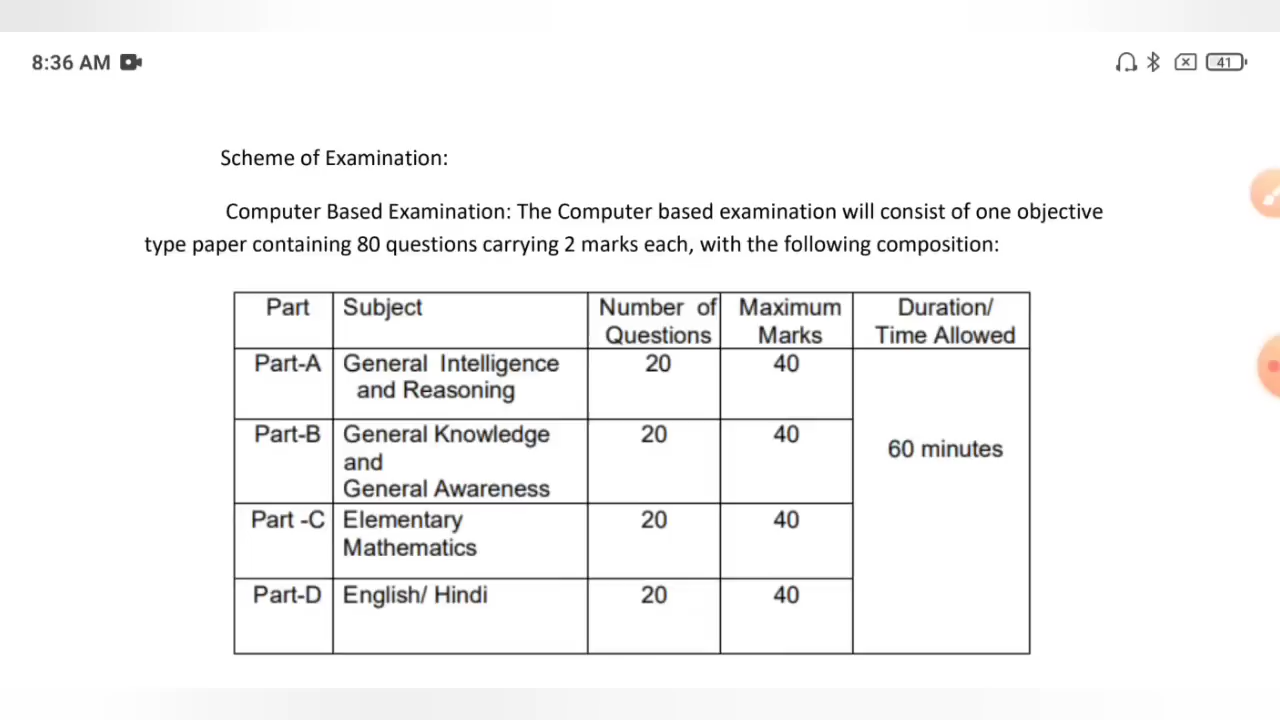 8:36 AM
41
Scheme of Examination:
Computer Based Examination: The Computer based examination will consist of one objective
type paper containing 80 questions carrying 2 marks each, with the following composition:
Part Subject Number of Maximum Duration/
Questions Marks Time Allowed
Part-A General Intelligence 20 40
and Reasoning
Part-B General Knowledge 20 40
60 minutes
and
General Awareness
Part -C Elementary 20 40
Mathematics
Part-D English/ Hindi 20 40